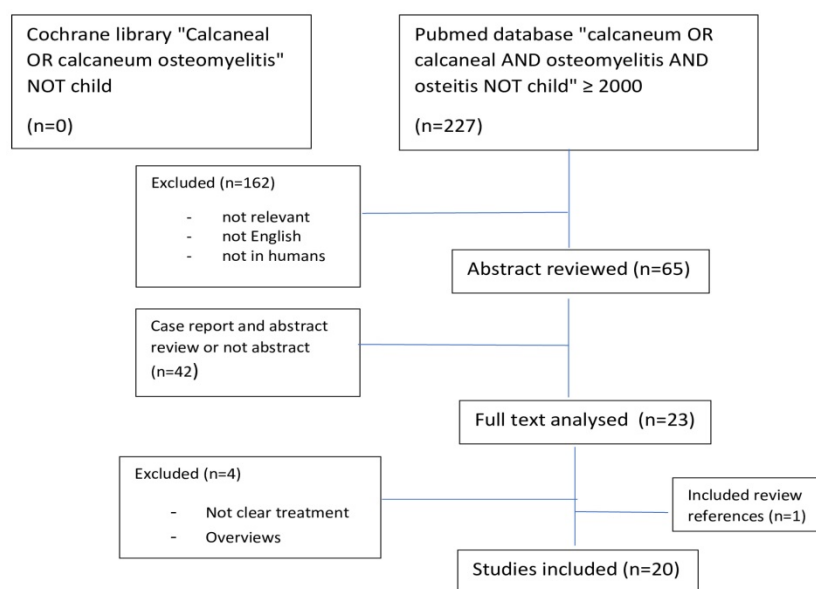 Cochrane library "Calcaneal
OR calcaneum osteomyelitis"
NOT child
(n=0)
Pubmed database "calcaneum OR
calcaneal AND osteomyelitis AND
osteitis NOT child" ≥ 2000
(n=227)
Excluded (n=162)
- not relevant
- not English
- not in humans
Abstract reviewed (n=65)
Case report and abstract
review or not abstract
(n=42)
Full text analysed (n=23)
Excluded (n=4)
- Not clear treatment
- Overviews
Included review
references (n=1)
Studies included (n=20)